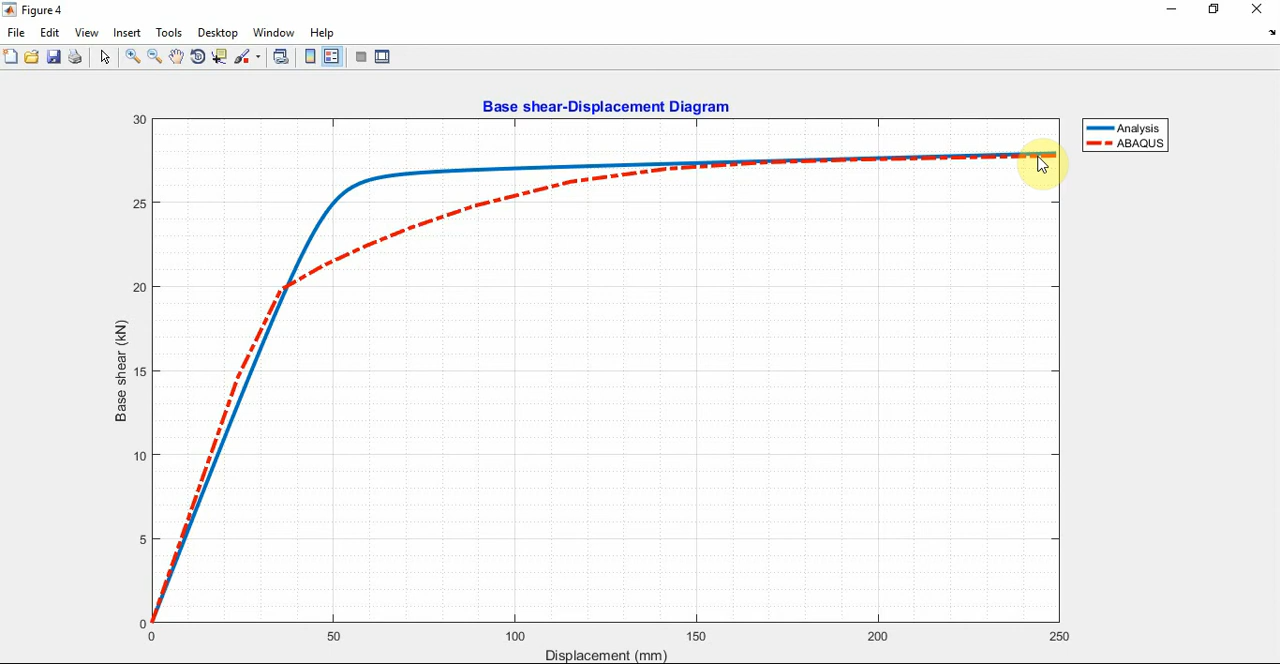 Figure 4
File Edit View Insert Tools Desktop Window Help
Base shear-Displacement Diagram
Analysis
ABAQUS
30
25
20
15
10
5
0
Base shear (kN)
0 50 100 150 200 250
Displacement (mm)